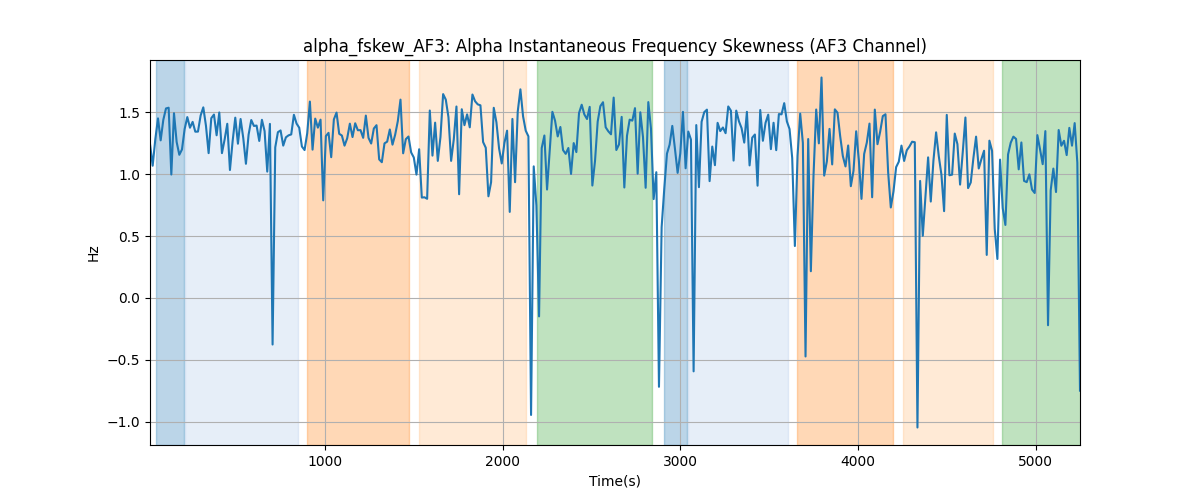 alpha_fskew_AF3: Alpha Instantaneous Frequency Skewness (AF3 Channel)
1.5
1.0
0.5
0.0
−0.5
−1.0
Hz
1000 2000 3000 4000 5000
Time(s)